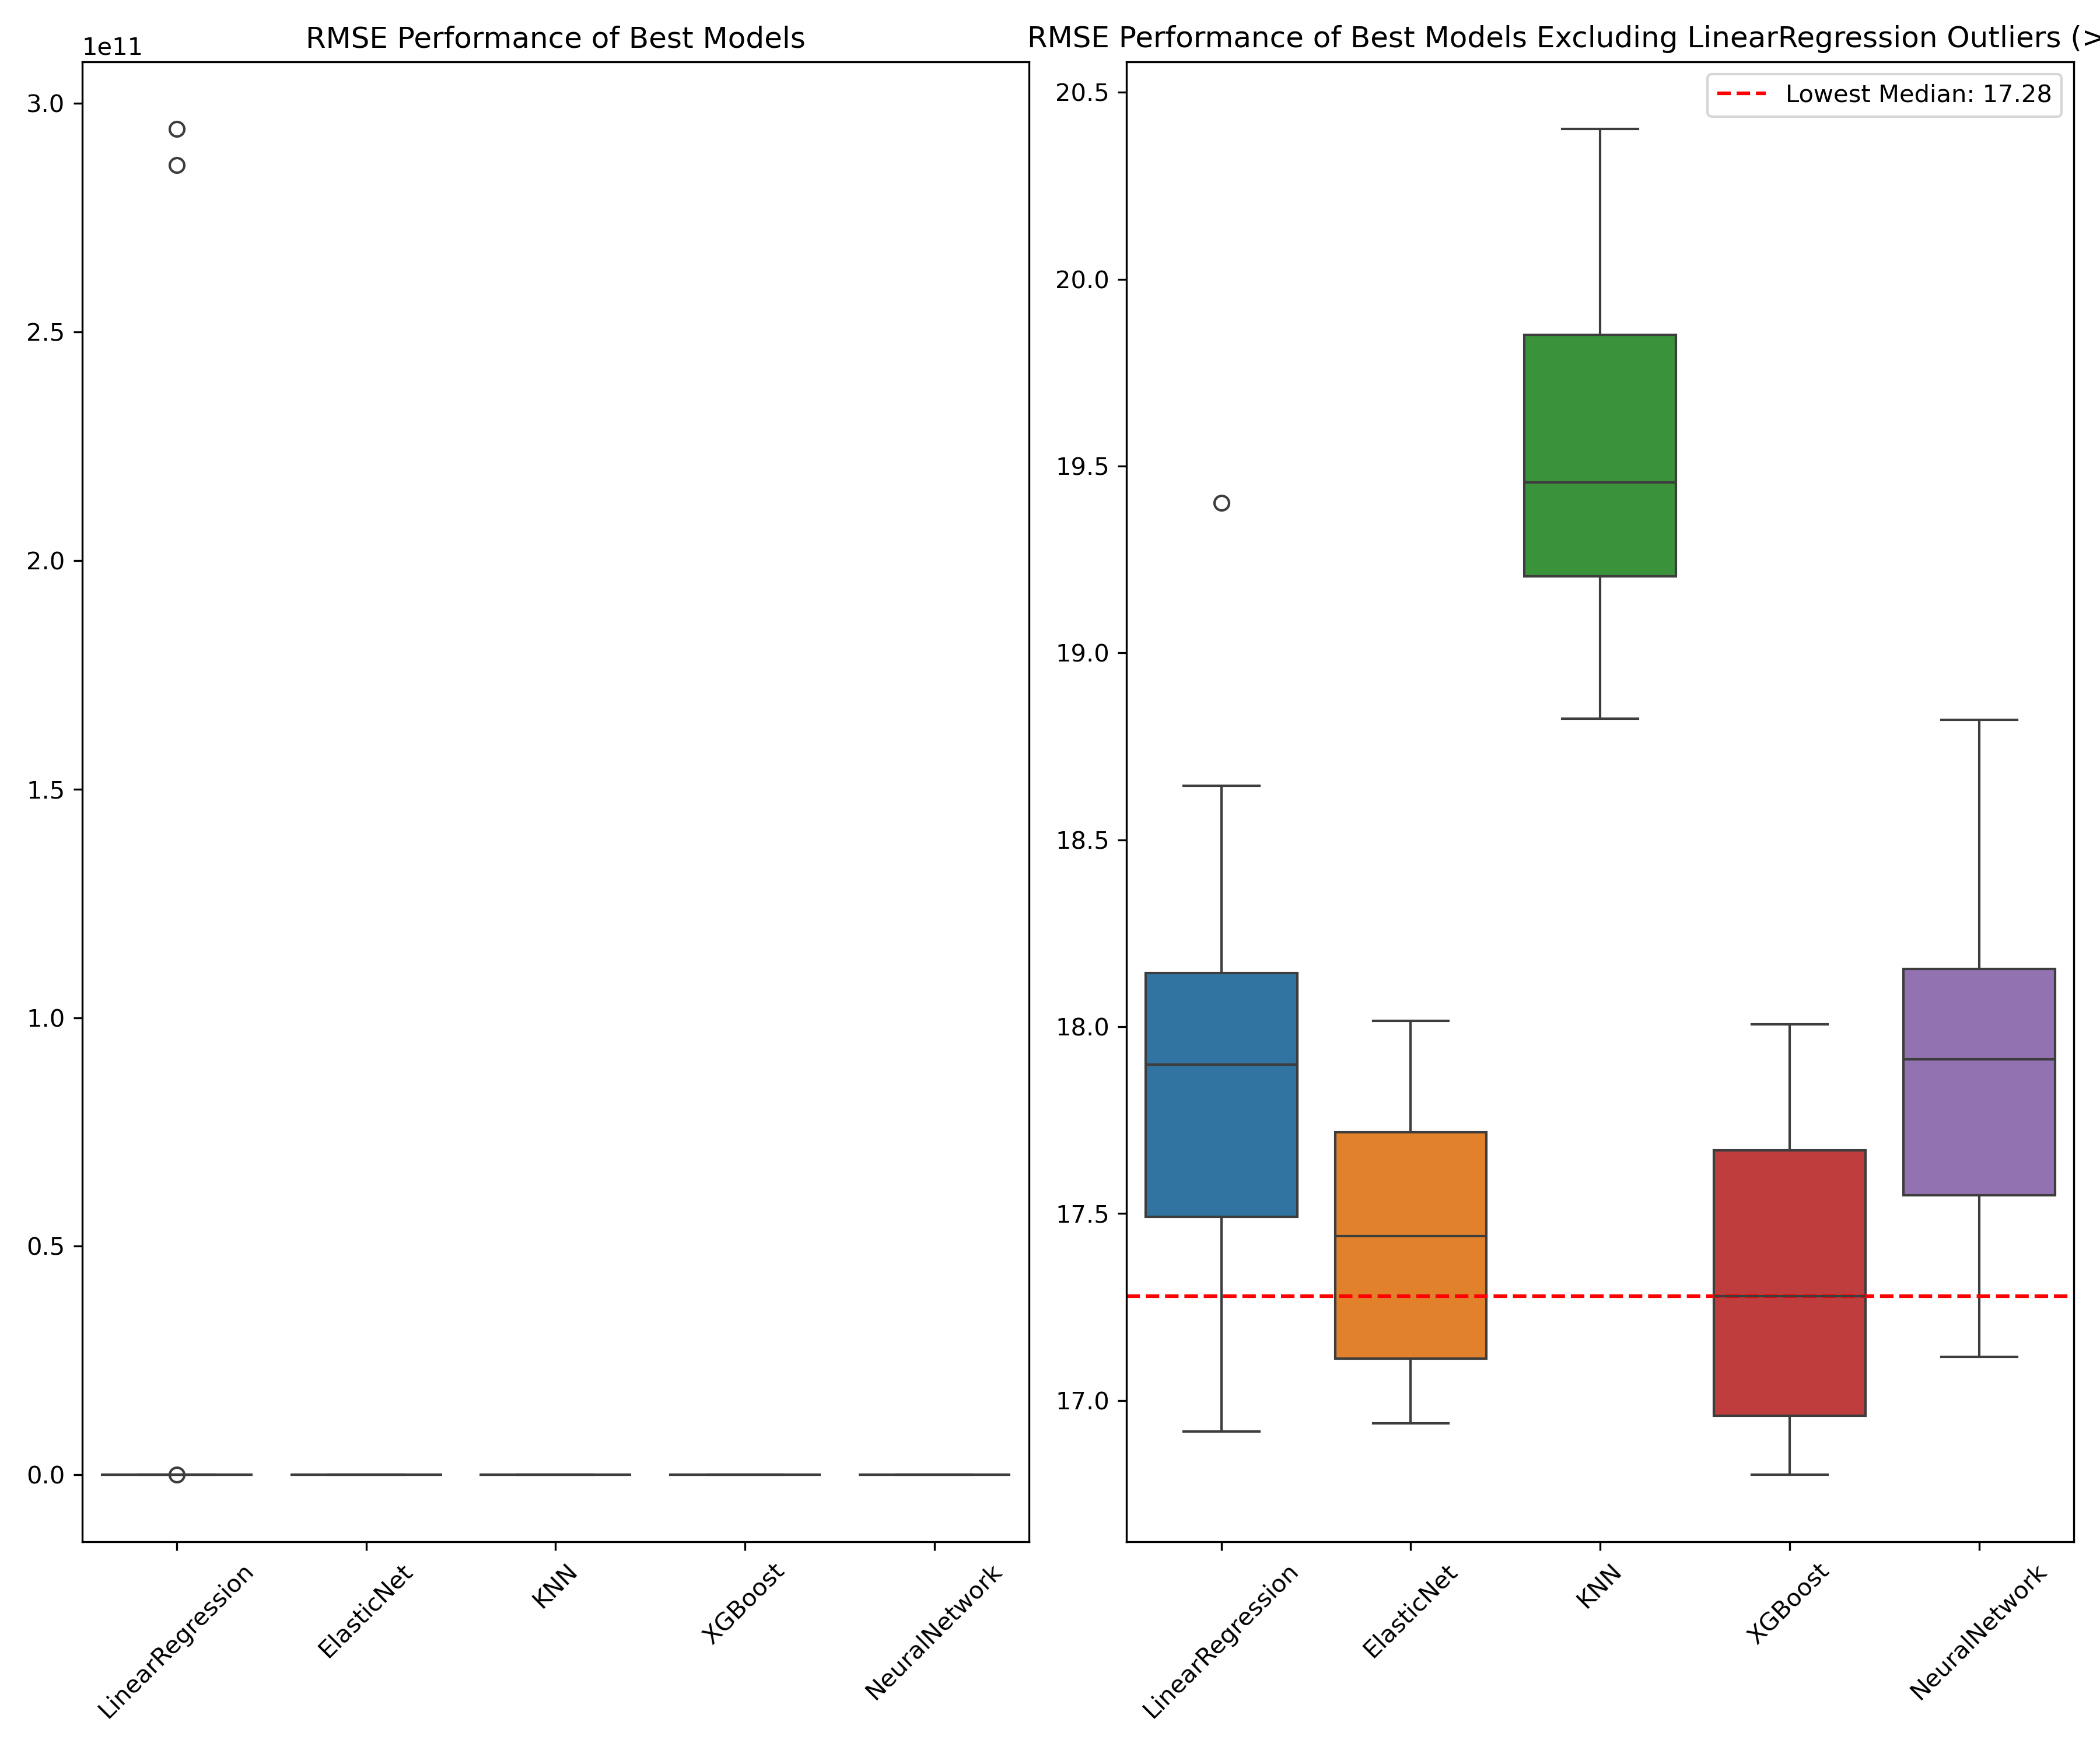 RMSE Performance of Best Models
1e11
3.0
2.5
2.0
1.5
1.0
0.5
0.0
LinearRegression
ElasticNet
KNN
XGBoost
NeuralNetwork
RMSE Performance of Best Models Excluding LinearRegression Outliers (>
Lowest Median: 17.28
20.5
20.0
19.5
19.0
18.5
18.0
17.5
17.0
LinearRegression
ElasticNet
KNN
XGBoost
NeuralNetwork